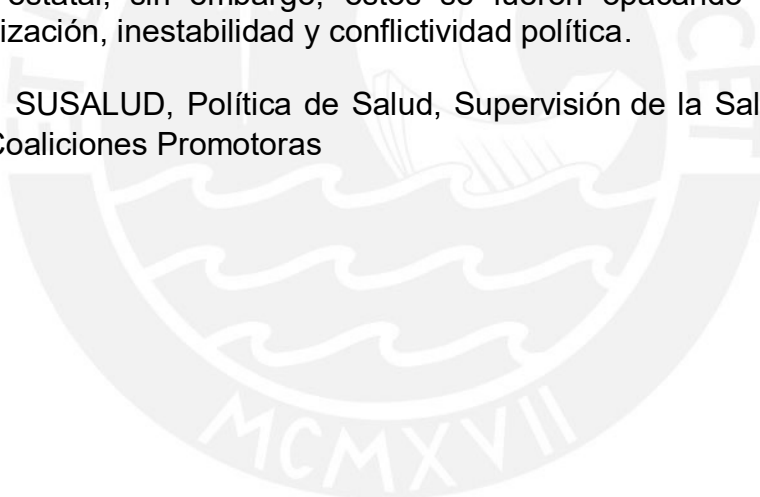 estatal, sin embargo, estos se fueron opacando
ización, inestabilidad y conflictividad política.
SUSALUD, Política de Salud, Supervisión de la Sal
Coaliciones Promotoras
MCMXVII